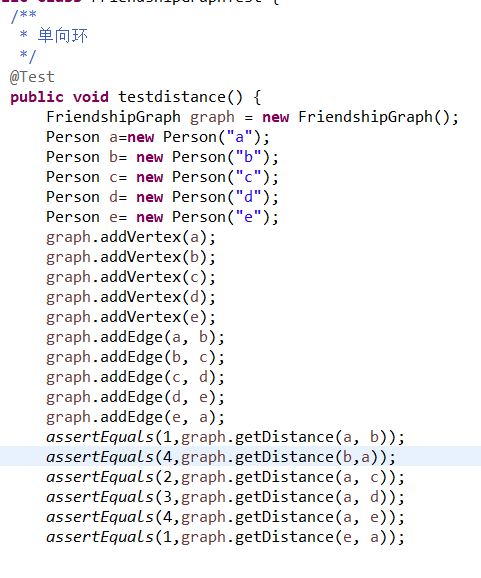 /**
 * 单向环
 */
@Test
public void testdistance() {
    FriendshipGraph graph = new FriendshipGraph();
    Person a=new Person("a");
    Person b= new Person("b");
    Person c= new Person("c");
    Person d= new Person("d");
    Person e= new Person("e");
    graph.addVertex(a);
    graph.addVertex(b);
    graph.addVertex(c);
    graph.addVertex(d);
    graph.addVertex(e);
    graph.addEdge(a, b);
    graph.addEdge(b, c);
    graph.addEdge(c, d);
    graph.addEdge(d, e);
    graph.addEdge(e, a);
    assertEquals(1,graph.getDistance(a, b));
    assertEquals(4,graph.getDistance(b,a));
    assertEquals(2,graph.getDistance(a, c));
    assertEquals(3,graph.getDistance(a, d));
    assertEquals(4,graph.getDistance(a, e));
    assertEquals(1,graph.getDistance(e, a));